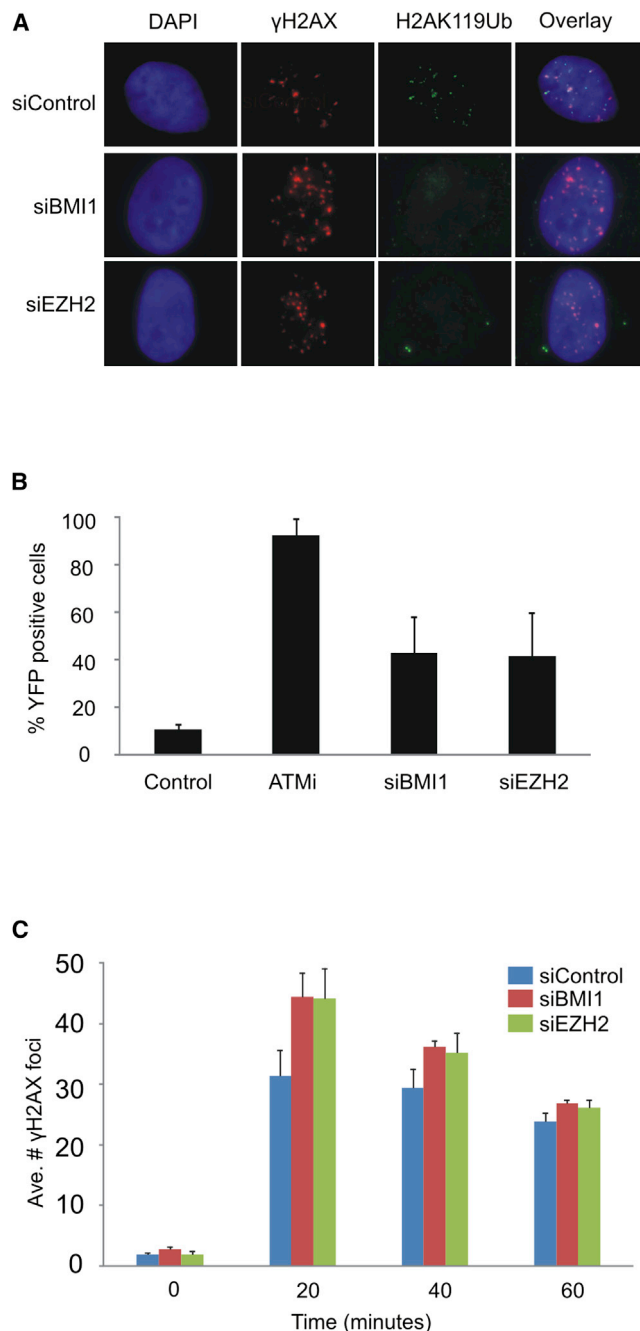 A
DAPI γH2AX H2AK119Ub Overlay
siControl
siBMI1
siEZH2
B
% YFP positive cells
100
80
60
40
20
0
Control ATMi siBMI1 siEZH2
C
Ave. # γH2AX foci
50
40
30
20
10
0
siControl
siBMI1
siEZH2
0 20 40 60
Time (minutes)